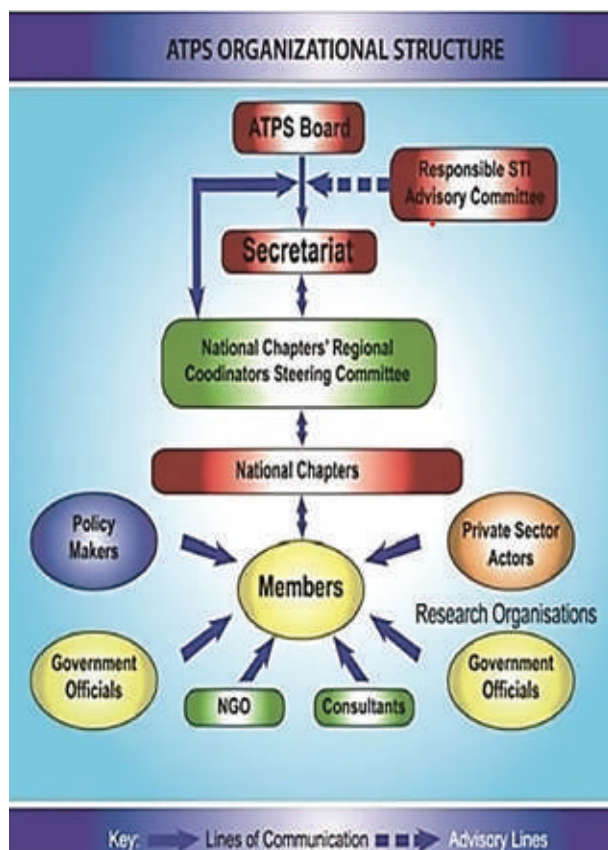 ATPS ORGANIZATIONAL STRUCTURE
ATPS Board
Responsible STI
Advisory Committee
Secretariat
National Chapters' Regional
Coodinators Steering Committee
National Chapters
Policy
Makers
Private Sector
Actors
Members
Research Organisations
Government
Officials
Government
Officials
NGO
Consultants
Key: Lines of Communication Advisory Lines